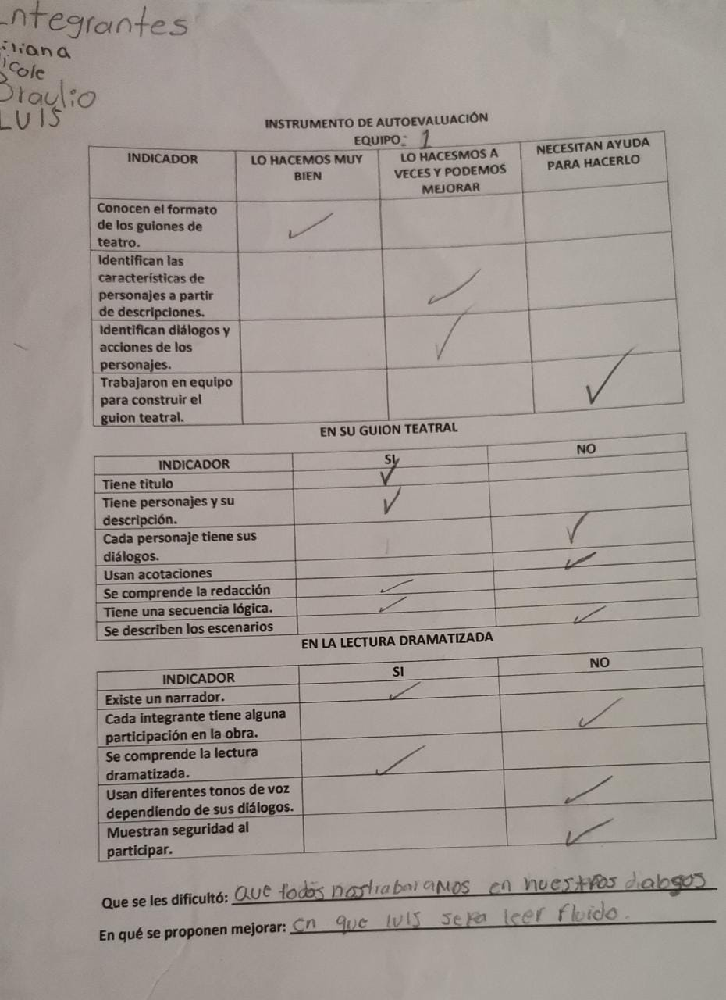 Integrantes
iliana
icole
Braulio
LUIS
INSTRUMENTO DE AUTOEVALUACIÓN
EQUIPO: 1
INDICADOR
LO HACEMOS MUY
BIEN
LO HACESMOS A
VECES Y PODEMOS
MEJORAR
NECESITAN AYUDA
PARA HACERLO
Conocen el formato
de los guiones de
teatro.
✓
Identifican las
características de
personajes a partir
de descripciones.
✓
Identifican diálogos y
acciones de los
personajes.
✓
Trabajaron en equipo
para construir el
guion teatral.
✓
EN SU GUION TEATRAL
INDICADOR
SI
NO
Tiene titulo
✓
Tiene personajes y su
descripción.
✓
Cada personaje tiene sus
diálogos.
✓
Usan acotaciones
✓
Se comprende la redacción
✓
Tiene una secuencia lógica.
✓
Se describen los escenarios
✓
EN LA LECTURA DRAMATIZADA
INDICADOR
SI
NO
Existe un narrador.
✓
Cada integrante tiene alguna
participación en la obra.
✓
Se comprende la lectura
dramatizada.
✓
Usan diferentes tonos de voz
dependiendo de sus diálogos.
✓
Muestran seguridad al
participar.
✓
Que se les dificultó: que todos nostrabaramos en nuestros dialogos
En qué se proponen mejorar: en que luis sepa leer fluido.